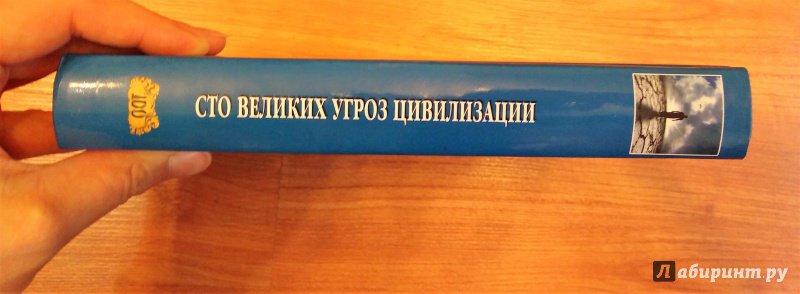 100
СТО ВЕЛИКИХ УГРОЗ ЦИВИЛИЗАЦИИ
Лабиринт.ру